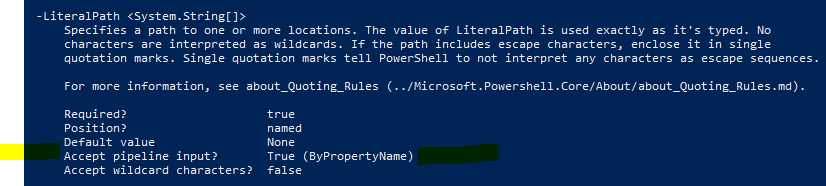 -LiteralPath <System.String[]>
Specifies a path to one or more locations. The value of LiteralPath is used exactly as it's typed. No
characters are interpreted as wildcards. If the path includes escape characters, enclose it in single
quotation marks. Single quotation marks tell PowerShell to not interpret any characters as escape sequences.
For more information, see about_Quoting_Rules (../Microsoft.Powershell.Core/About/about_Quoting_Rules.md).
Required? true
Position? named
Default value None
Accept pipeline input? True (ByPropertyName)
Accept wildcard characters? false